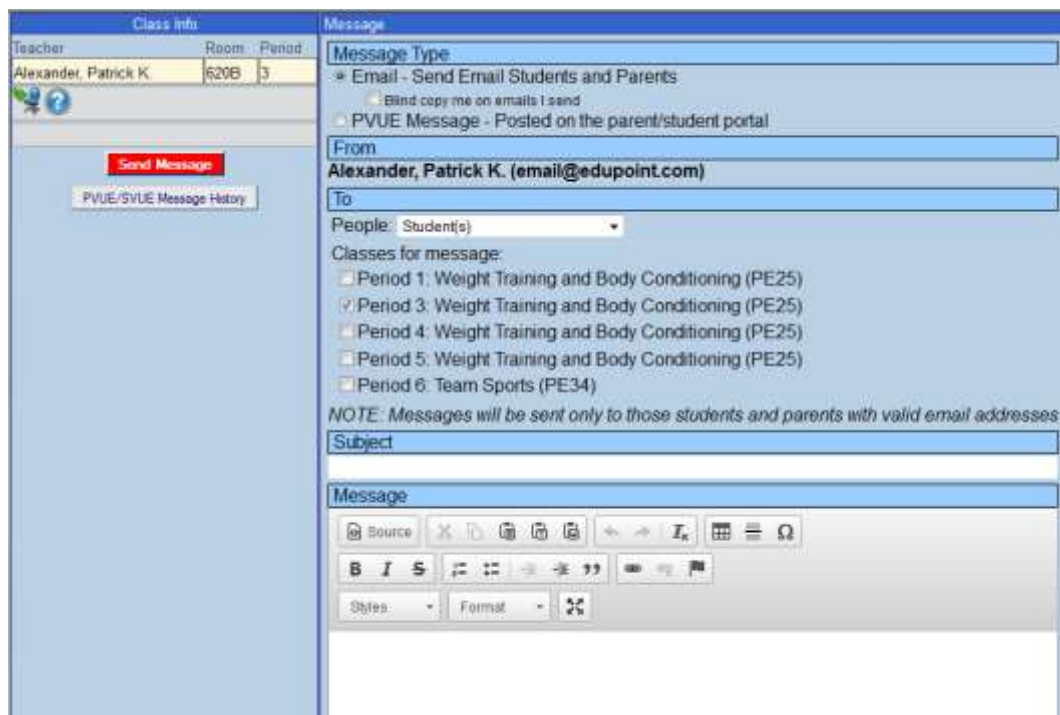 Class Info
Teacher Room Period
Alexander, Patrick K. 620B 3
Send Message
PVUE/SVUE Message History
Message
Message Type
Email - Send Email Students and Parents
Blind copy me on emails I send
PVUE Message - Posted on the parent/student portal
From
Alexander, Patrick K. (email@edupoint.com)
To
People: Student(s)
Classes for message:
Period 1: Weight Training and Body Conditioning (PE25)
Period 3: Weight Training and Body Conditioning (PE25)
Period 4: Weight Training and Body Conditioning (PE25)
Period 5: Weight Training and Body Conditioning (PE25)
Period 6: Team Sports (PE34)
NOTE: Messages will be sent only to those students and parents with valid email addresses
Subject
Message
Source Ix Ω
B I S
Styles Format